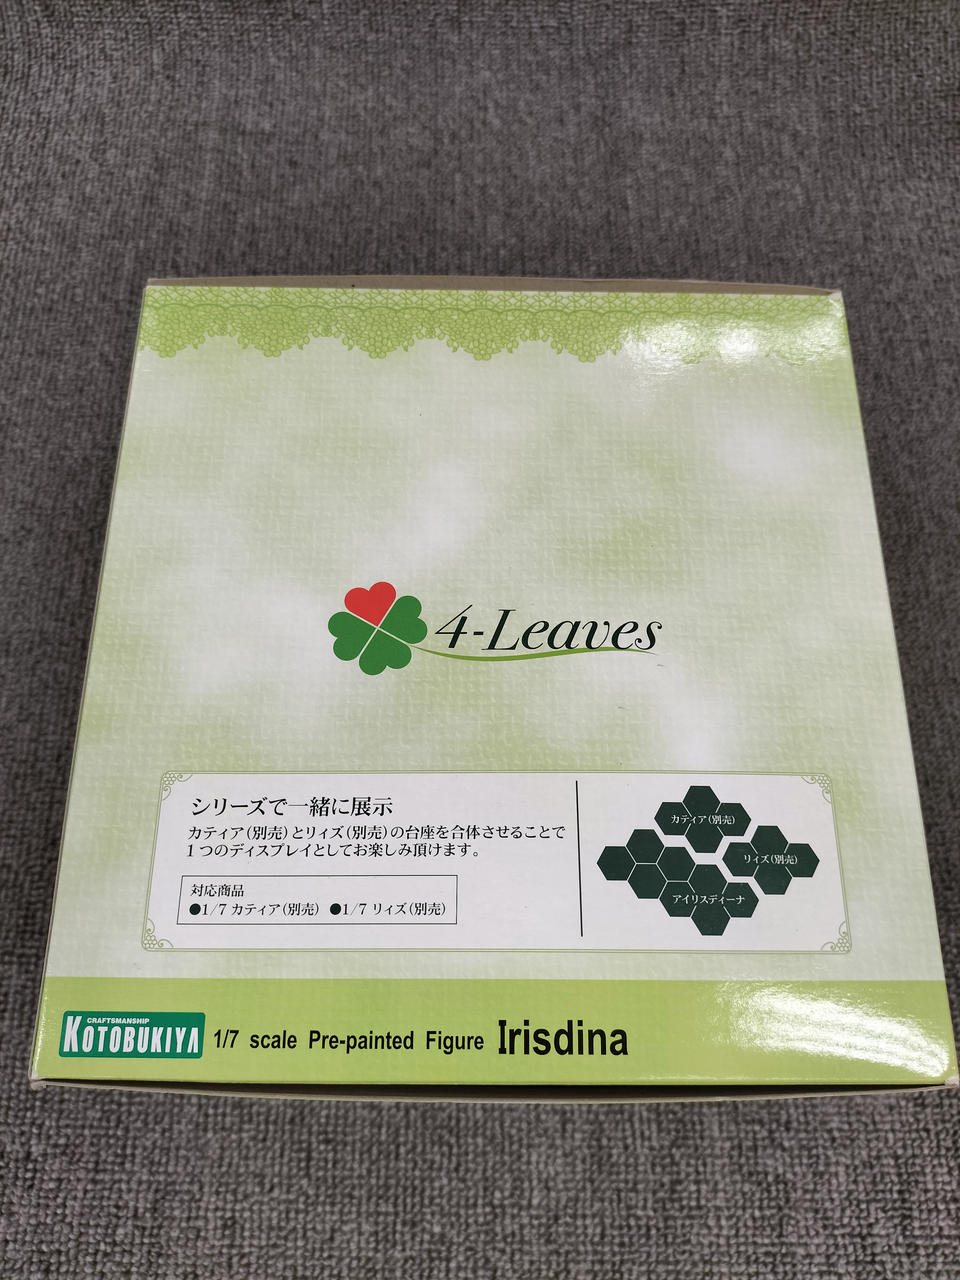 4-Leaves
シリーズで一緒に展示
カティア(別売)とリィズ(別売)の台座を合体させることで
1つのディスプレイとしてお楽しみ頂けます。
対応商品
●1/7 カティア(別売) ●1/7 リィズ(別売)
カティア(別売)
リィズ(別売)
アイリスディーナ
CRAFTSMANSHIP
KOTOBUKIYA
1/7 scale Pre-painted Figure Irisdina